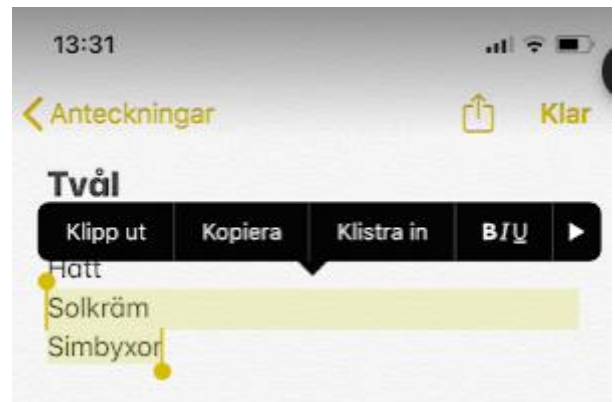 13:31
Anteckningar Klar
Tvål
Klipp ut Kopiera Klistra in BIU
Hatt
Solkräm
Simbyxor